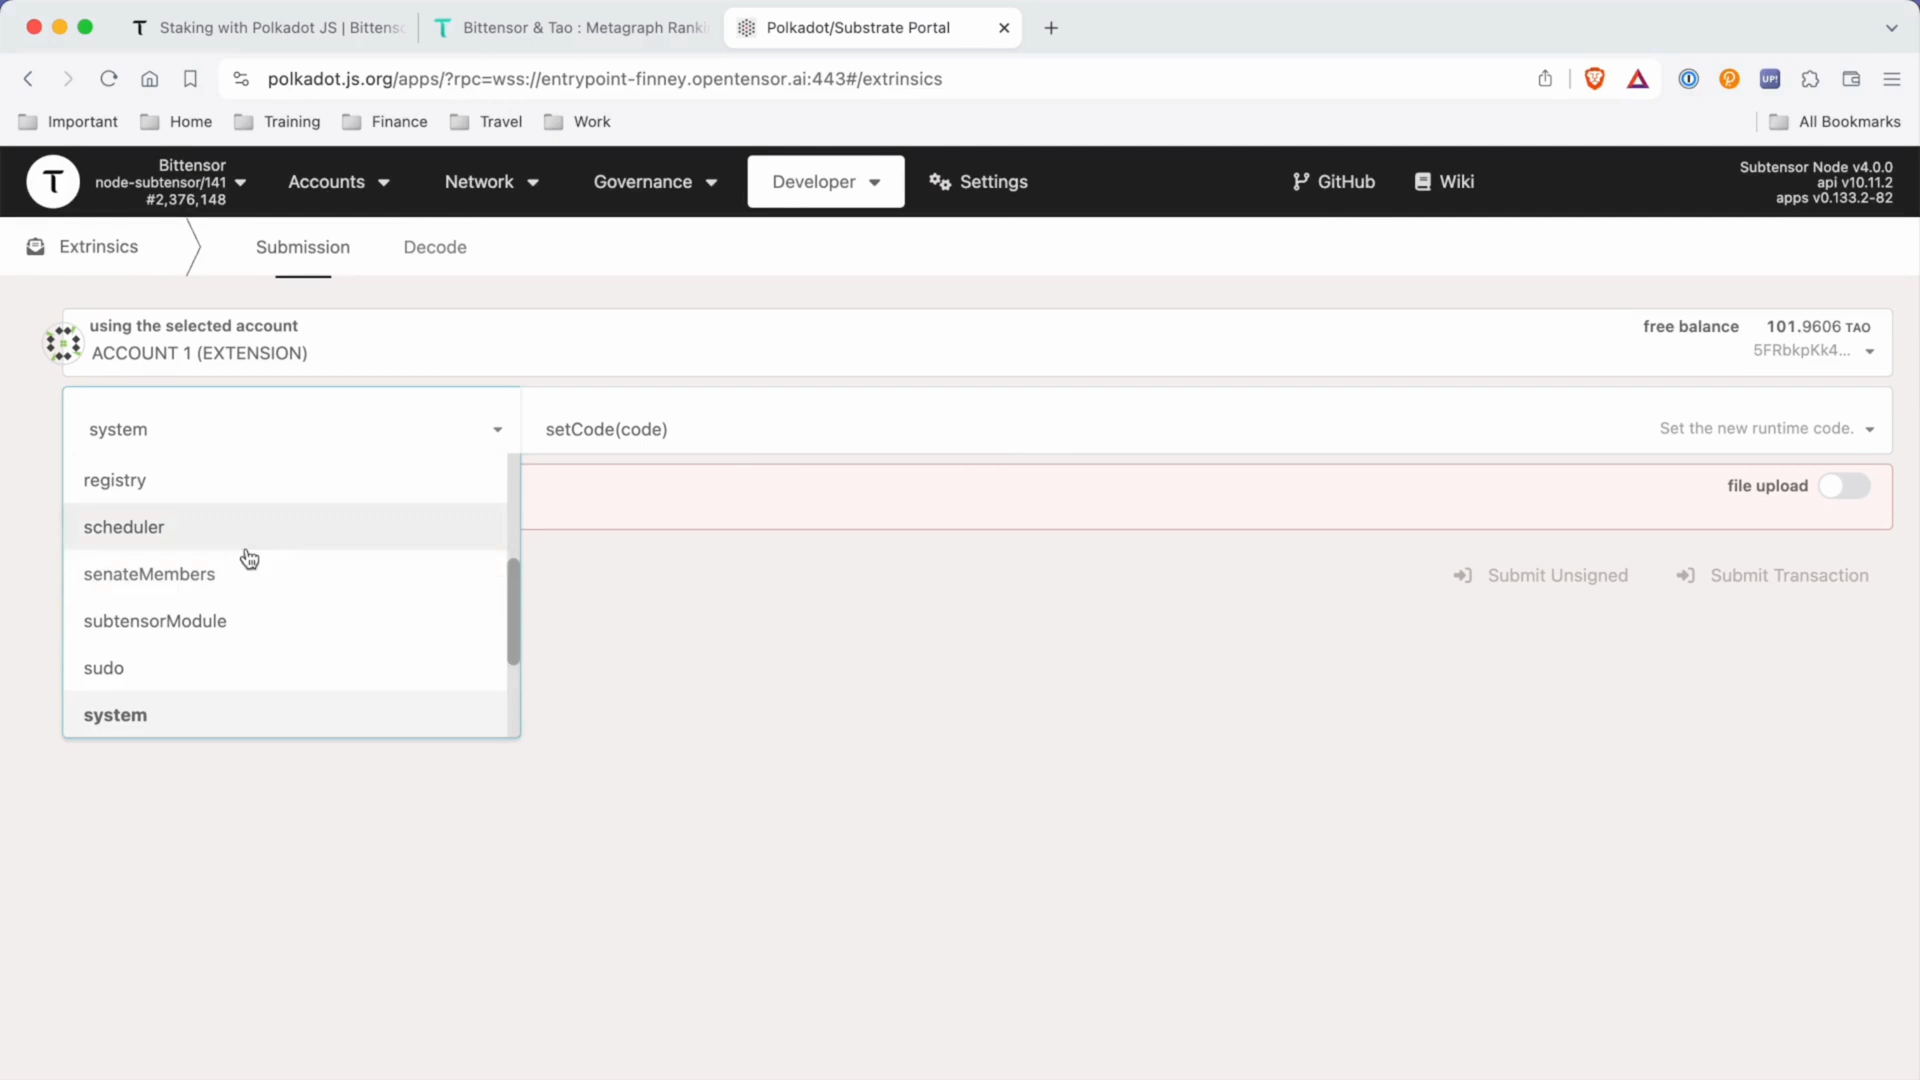 Staking with Polkadot JS | Bittensc
Bittensor & Tao : Metagraph Ranki
Polkadot/Substrate Portal
polkadot.js.org/apps/?rpc=wss://entrypoint-finney.opentensor.ai:443#/extrinsics
UP!
Important
Home
Training
Finance
Travel
Work
All Bookmarks
Bittensor
node-subtensor/141
#2,376,148
Accounts
Network
Governance
Developer
Settings
GitHub
Wiki
Subtensor Node v4.0.0
api v10.11.2
apps v0.133.2-82
Extrinsics
Submission
Decode
using the selected account
ACCOUNT 1 (EXTENSION)
free balance 101.9606 TAO
5FRbkpKk4...
system
setCode(code)
Set the new runtime code.
registry
file upload
scheduler
senateMembers
Submit Unsigned
Submit Transaction
subtensorModule
sudo
system